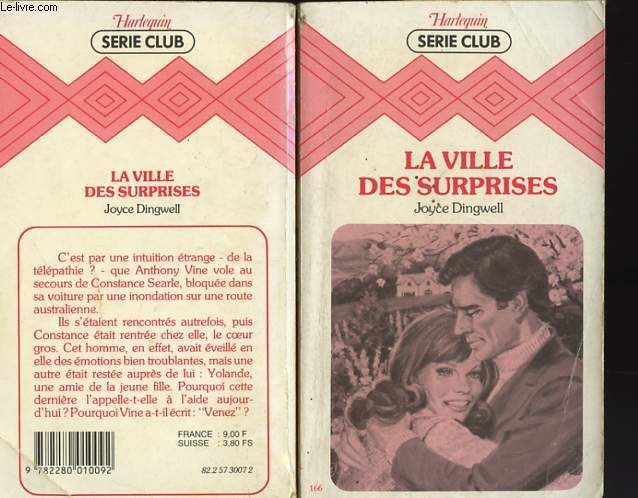 Le-livre.com
Harlequin
SERIE CLUB
LA VILLE
DES SURPRISES
Joyce Dingwell
C'est par une intuition étrange - de la
télépathie ? - que Anthony Vine vole au
secours de Constance Searle, bloquée dans
sa voiture par une inondation sur une route
australienne.
Ils s'étaient rencontrés autrefois, puis
Constance était rentrée chez elle, le cœur
gros. Cet homme, en effet, avait éveillé en
elle des émotions bien troublantes, mais une
autre était restée auprès de lui : Yolande,
une amie de la jeune fille. Pourquoi cette
dernière l'appelle-t-elle à l'aide aujour-
d'hui ? Pourquoi Vine a-t-il écrit : "Venez" ?
FRANCE : 9,00 F
SUISSE : 3,80 FS
9 782280 010092
82.2 57 3007 2
Harlequin
SERIE CLUB
LA VILLE
DES SURPRISES
Joyce Dingwell
166